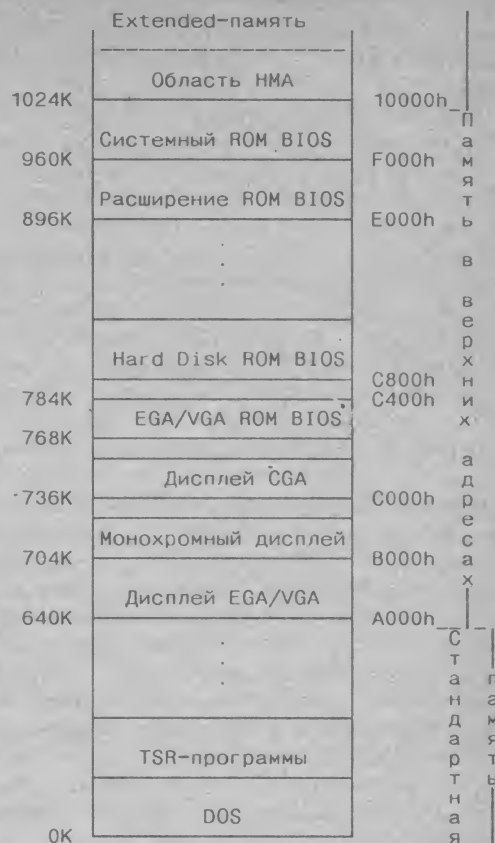 Extended-память
Область HMA
1024K 10000h
Системный ROM BIOS
960K F000h
Расширение ROM BIOS
896K E000h
Hard Disk ROM BIOS
C800h
784K C400h
EGA/VGA ROM BIOS
768K
Дисплей CGA
736K C000h
Монохромный дисплей
704K B000h
Дисплей EGA/VGA
640K A000h
TSR-программы
DOS
0K
Память в верхних адресах
Стандартная память